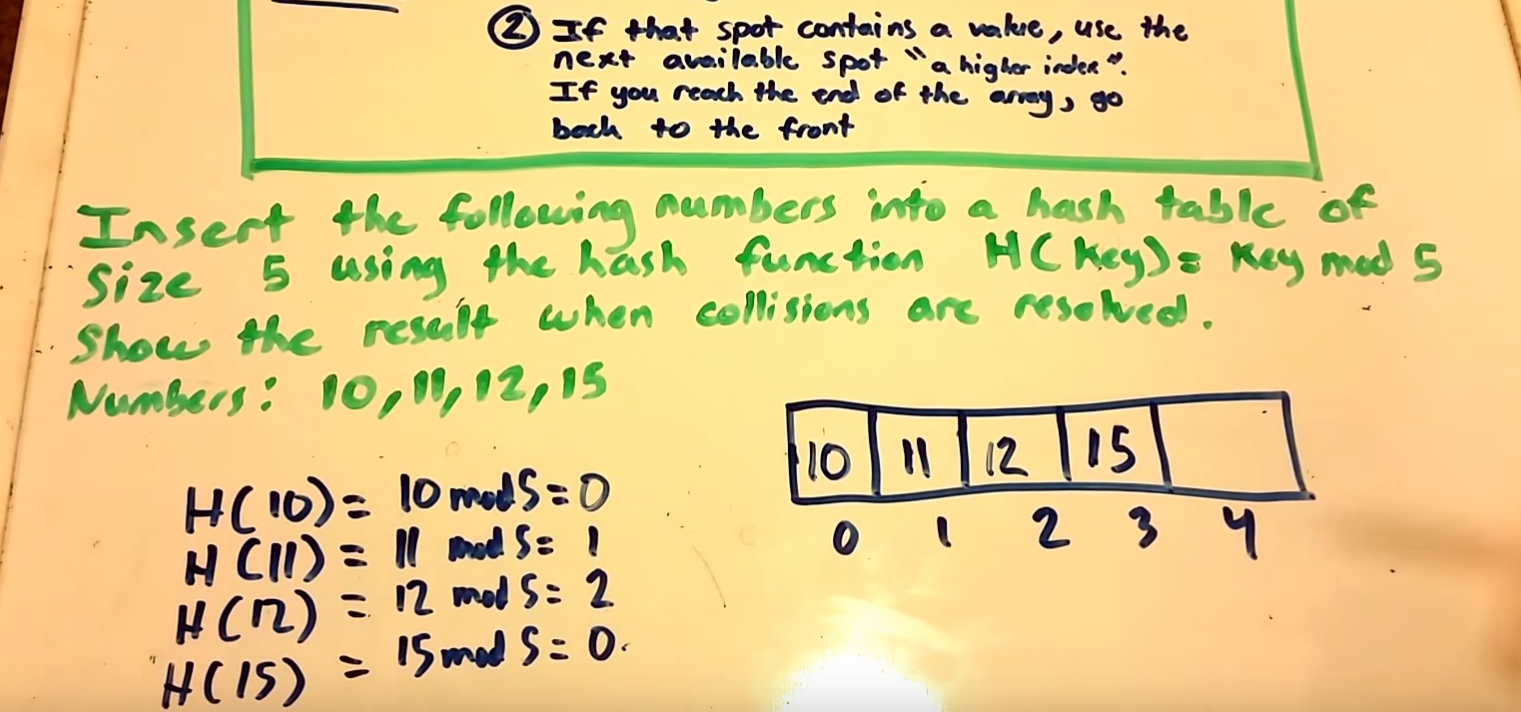 ② If that spot contains a value, use the
next available spot "a higher index".
If you reach the end of the array, go
back to the front
Insert the following numbers into a hash table of
Size 5 using the hash function H(Key)= Key mod 5
Show the result when collisions are resolved.
Numbers: 10, 11, 12, 15
10 11 12 15
0 1 2 3 4
H(10) = 10 mod 5 = 0
H(11) = 11 mod 5 = 1
H(12) = 12 mod 5 = 2
H(15) = 15 mod 5 = 0